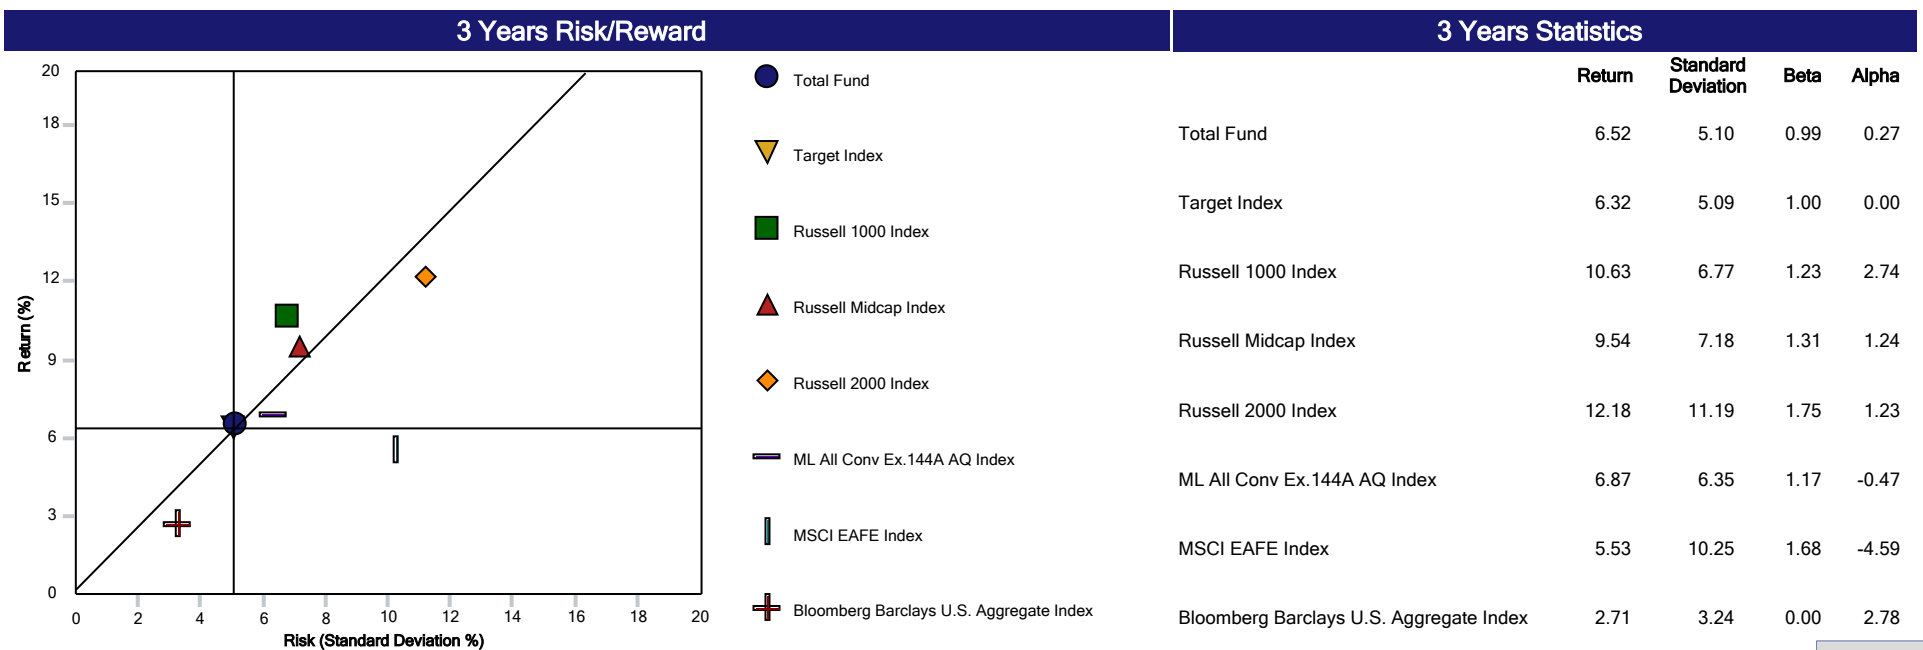 3 Years Risk/Reward
20
18
15
12
9
6
3
0
Return (%)
0 2 4 6 8 10 12 14 16 18 20
Risk (Standard Deviation %)
Total Fund
Target Index
Russell 1000 Index
Russell Midcap Index
Russell 2000 Index
ML All Conv Ex.144A AQ Index
MSCI EAFE Index
Bloomberg Barclays U.S. Aggregate Index
3 Years Statistics
Return Standard Deviation Beta Alpha
Total Fund 6.52 5.10 0.99 0.27
Target Index 6.32 5.09 1.00 0.00
Russell 1000 Index 10.63 6.77 1.23 2.74
Russell Midcap Index 9.54 7.18 1.31 1.24
Russell 2000 Index 12.18 11.19 1.75 1.23
ML All Conv Ex.144A AQ Index 6.87 6.35 1.17 -0.47
MSCI EAFE Index 5.53 10.25 1.68 -4.59
Bloomberg Barclays U.S. Aggregate Index 2.71 3.24 0.00 2.78